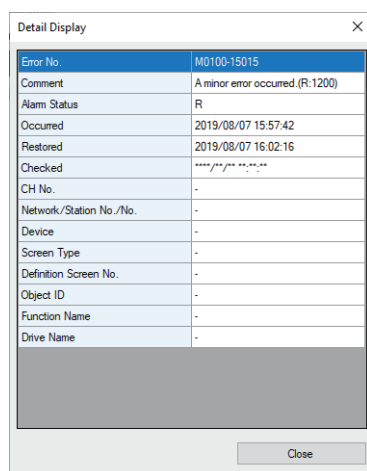 Detail Display
Error No. M0100-15015
Comment A minor error occurred.(R:1200)
Alarm Status R
Occurred 2019/08/07 15:57:42
Restored 2019/08/07 16:02:16
Checked ****/**/** **:**:**
CH No. -
Network/Station No./No. -
Device -
Screen Type -
Definition Screen No. -
Object ID -
Function Name -
Drive Name -
Close